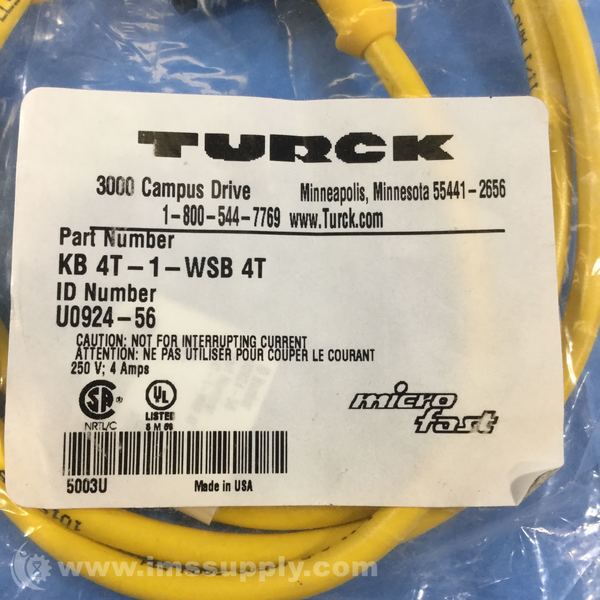 TURCK
3000 Campus Drive Minneapolis, Minnesota 55441-2656
1-800-544-7769 www.Turck.com
Part Number
KB 4T-1-WSB 4T
ID Number
U0924-56
CAUTION: NOT FOR INTERRUPTING CURRENT
ATTENTION: NE PAS UTILISER POUR COUPER LE COURANT
250 V; 4 Amps
SA ® UL
NRTL/C LISTED
micro
fast
5003U Made in USA
www.imssupply.com